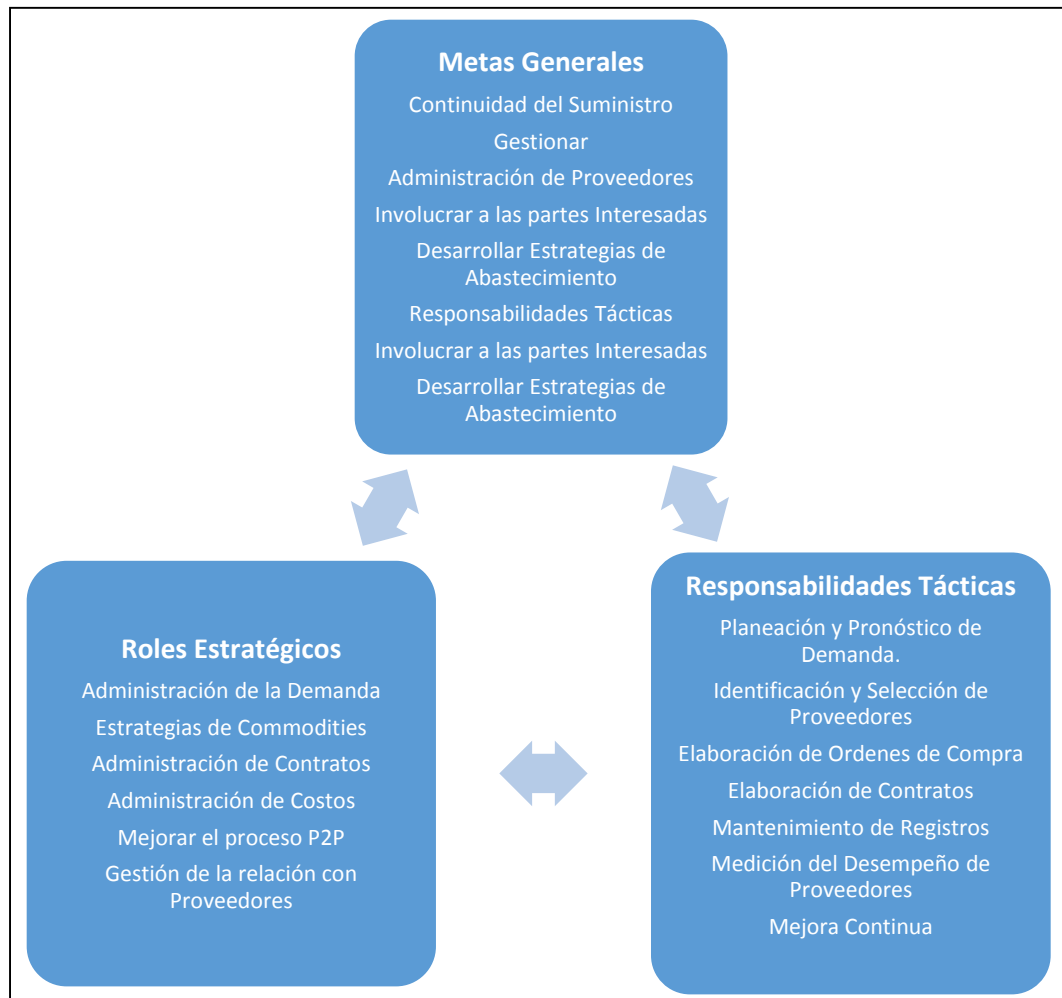 Metas Generales
Continuidad del Suministro
Gestionar
Administración de Proveedores
Involucrar a las partes Interesadas
Desarrollar Estrategias de
Abastecimiento
Responsabilidades Tácticas
Involucrar a las partes Interesadas
Desarrollar Estrategias de
Abastecimiento
Roles Estratégicos
Administración de la Demanda
Estrategias de Commodities
Administración de Contratos
Administración de Costos
Mejorar el proceso P2P
Gestión de la relación con
Proveedores
Responsabilidades Tácticas
Planeación y Pronóstico de
Demanda.
Identificación y Selección de
Proveedores
Elaboración de Ordenes de Compra
Elaboración de Contratos
Mantenimiento de Registros
Medición del Desempeño de
Proveedores
Mejora Continua